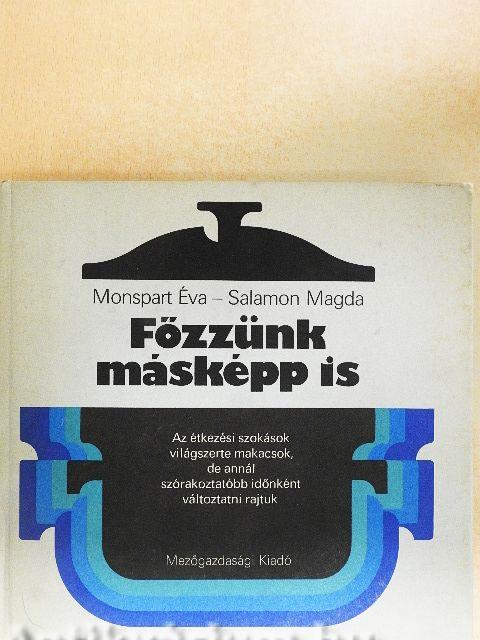 Monspart Éva – Salamon Magda
Főzzünk
másképp is
Az étkezési szokások
világszerte makacsok,
de annál
szórakoztatóbb időnként
változtatni rajtuk
Mezőgazdasági Kiadó